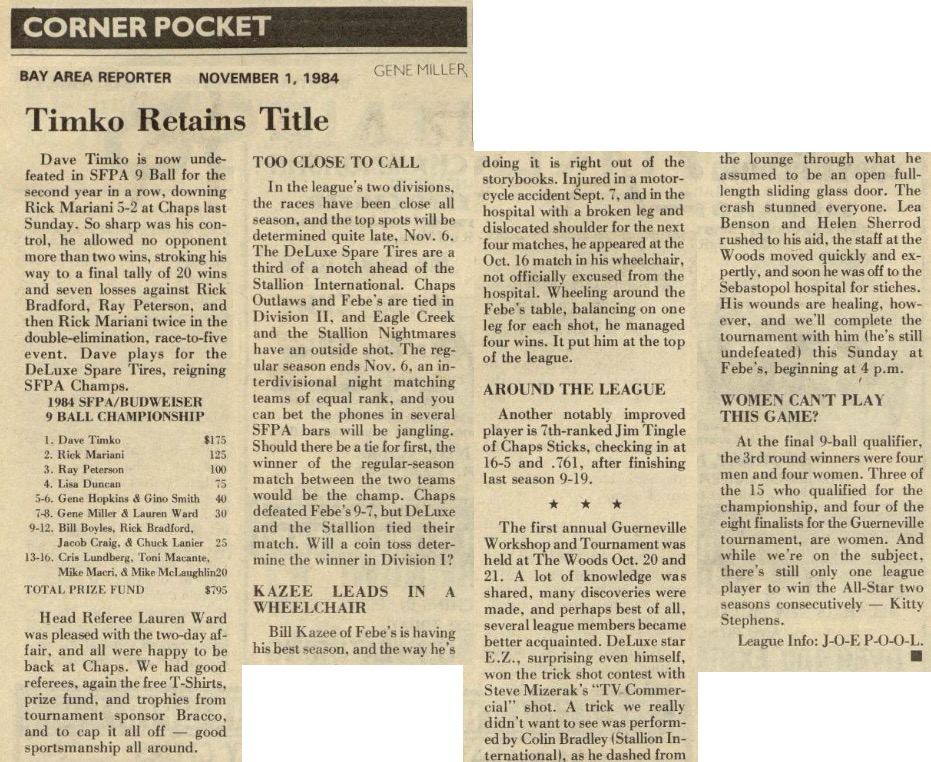 CORNER POCKET
BAY AREA REPORTER NOVEMBER 1, 1984 GENE MILLER
Timko Retains Title
Dave Timko is now unde-
feated in SFPA 9 Ball for the
second year in a row, downing
Rick Mariani 5-2 at Chaps last
Sunday. So sharp was his con-
trol, he allowed no opponent
more than two wins, stroking his
way to a final tally of 20 wins
and seven losses against Rick
Bradford, Ray Peterson, and
then Rick Mariani twice in the
double-elimination, race-to-five
event. Dave plays for the
DeLuxe Spare Tires, reigning
SFPA Champs.
1984 SFPA/BUDWEISER
9 BALL CHAMPIONSHIP
1. Dave Timko $175
2. Rick Mariani 125
3. Ray Peterson 100
4. Lisa Duncan 75
5-6. Gene Hopkins & Gino Smith 40
7-8. Gene Miller & Lauren Ward 30
9-12. Bill Boyles, Rick Bradford,
Jacob Craig, & Chuck Lanier 25
13-16. Cris Lundberg, Toni Macante,
Mike Macri, & Mike McLaughlin20
TOTAL PRIZE FUND $795
Head Referee Lauren Ward
was pleased with the two-day af-
fair, and all were happy to be
back at Chaps. We had good
referees, again the free T-Shirts,
prize fund, and trophies from
tournament sponsor Bracco,
and to cap it all off — good
sportsmanship all around.
TOO CLOSE TO CALL
In the league's two divisions,
the races have been close all
season, and the top spots will be
determined quite late, Nov. 6.
The DeLuxe Spare Tires are a
third of a notch ahead of the
Stallion International. Chaps
Outlaws and Febe's are tied in
Division II, and Eagle Creek
and the Stallion Nightmares
have an outside shot. The reg-
ular season ends Nov. 6, an in-
terdivisional night matching
teams of equal rank, and you
can bet the phones in several
SFPA bars will be jangling.
Should there be a tie for first, the
winner of the regular-season
match between the two teams
would be the champ. Chaps
defeated Febe's 9-7, but DeLuxe
and the Stallion tied their
match. Will a coin toss deter-
mine the winner in Division I?
KAZEE LEADS IN A
WHEELCHAIR
Bill Kazee of Febe's is having
his best season, and the way he's
doing it is right out of the
storybooks. Injured in a motor-
cycle accident Sept. 7, and in the
hospital with a broken leg and
dislocated shoulder for the next
four matches, he appeared at the
Oct. 16 match in his wheelchair,
not officially excused from the
hospital. Wheeling around the
Febe's table, balancing on one
leg for each shot, he managed
four wins. It put him at the top
of the league.
AROUND THE LEAGUE
Another notably improved
player is 7th-ranked Jim Tingle
of Chaps Sticks, checking in at
16-5 and .761, after finishing
last season 9-19.
★ ★ ★
The first annual Guerneville
Workshop and Tournament was
held at The Woods Oct. 20 and
21. A lot of knowledge was
shared, many discoveries were
made, and perhaps best of all,
several league members became
better acquainted. DeLuxe star
E.Z., surprising even himself,
won the trick shot contest with
Steve Mizerak's "TV Commer-
cial" shot. A trick we really
didn't want to see was perform-
ed by Colin Bradley (Stallion In-
ternational), as he dashed from
the lounge through what he
assumed to be an open full-
length sliding glass door. The
crash stunned everyone. Lea
Benson and Helen Sherrod
rushed to his aid, the staff at the
Woods moved quickly and ex-
pertly, and soon he was off to the
Sebastopol hospital for stiches.
His wounds are healing, how-
ever, and we'll complete the
tournament with him (he's still
undefeated) this Sunday at
Febe's, beginning at 4 p.m.
WOMEN CAN'T PLAY
THIS GAME?
At the final 9-ball qualifier,
the 3rd round winners were four
men and four women. Three of
the 15 who qualified for the
championship, and four of the
eight finalists for the Guerneville
tournament, are women. And
while we're on the subject,
there's still only one league
player to win the All-Star two
seasons consecutively — Kitty
Stephens.
League Info: J-O-E P-O-O-L.